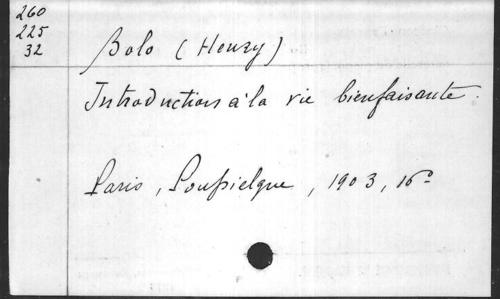 260
225
32
Bolo (Henry)
Introduction à la vie bienfaisante.
Paris, Poussielgue, 1903, 16°